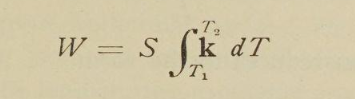 W = S ∫_{T₁}^{T₂} k dT